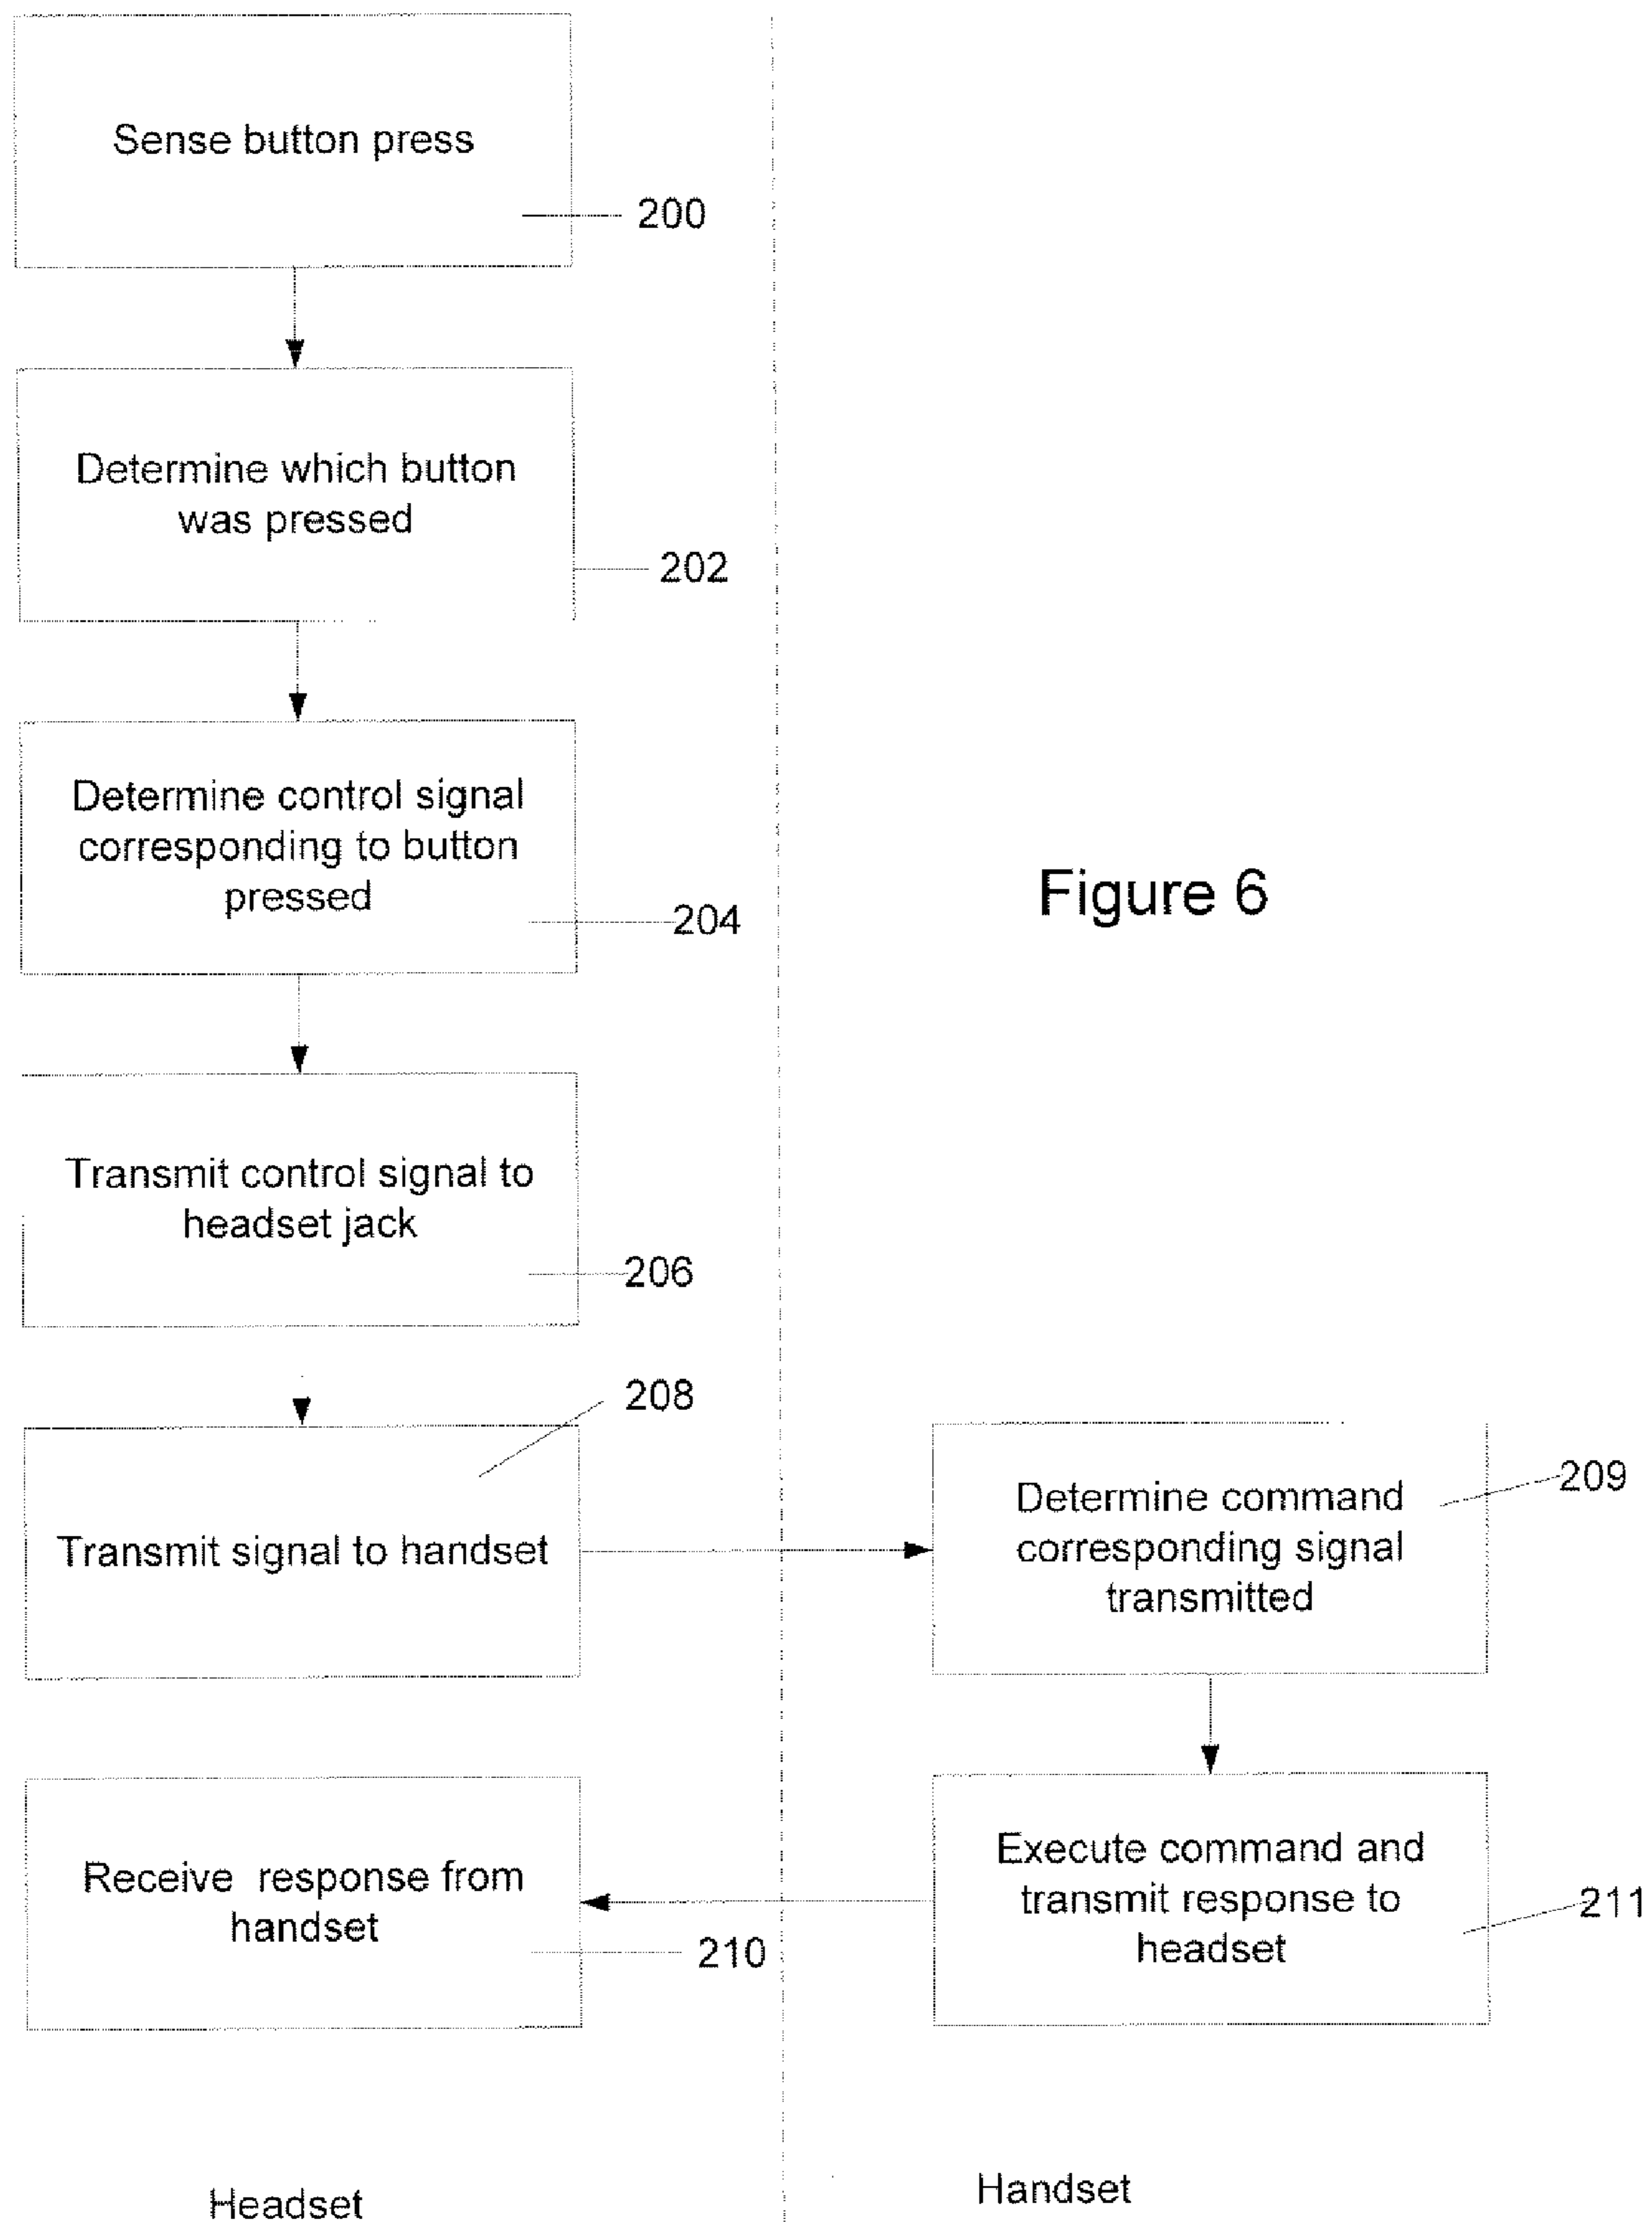 Sense button press
200
Determine which button
was pressed
202
Determine control signal
corresponding to button
pressed
204
Figure 6
Transmit control signal to
headset jack
206
208
Transmit signal to handset
Determine command
corresponding signal
transmitted
209
Receive response from
handset
210
Execute command and
transmit response to
headset
211
Headset
Handset